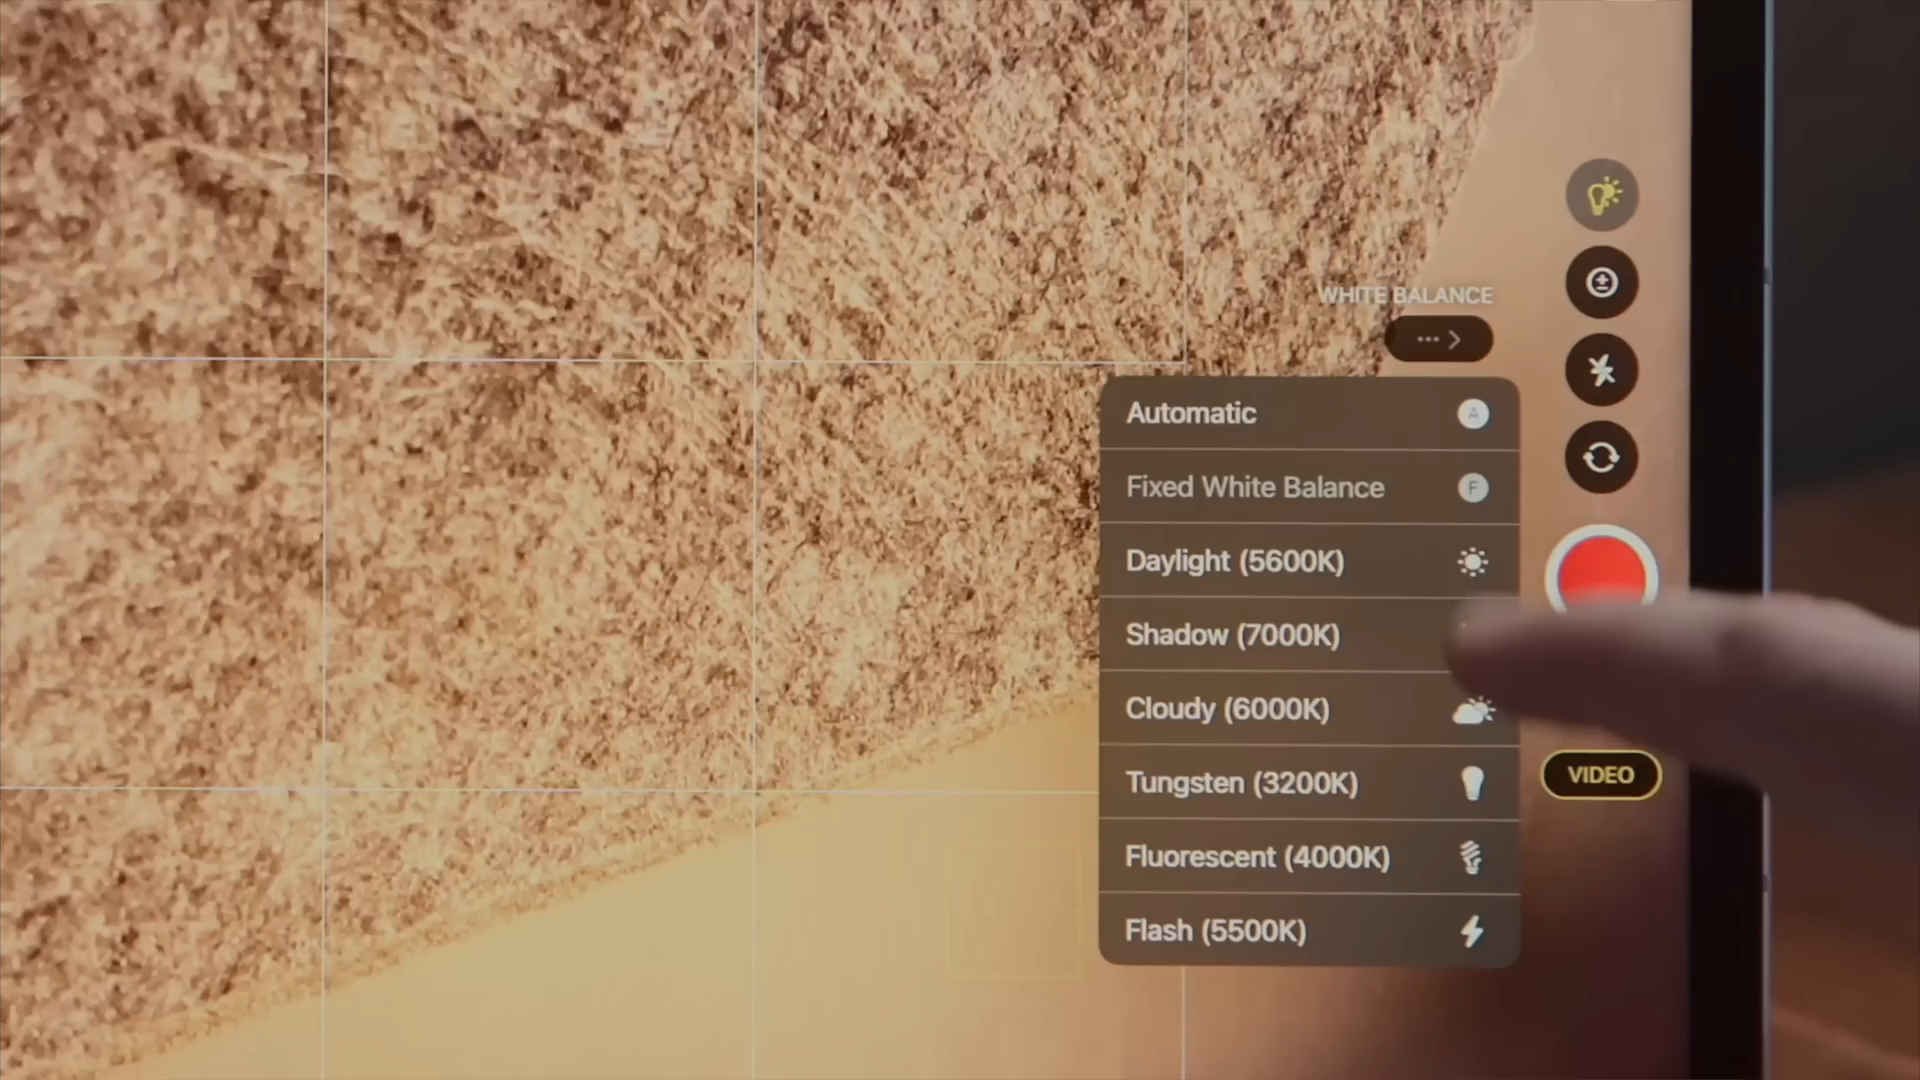 WHITE BALANCE
Automatic A
Fixed White Balance F
Daylight (5600K)
Shadow (7000K)
Cloudy (6000K)
Tungsten (3200K)
Fluorescent (4000K)
Flash (5500K)
VIDEO